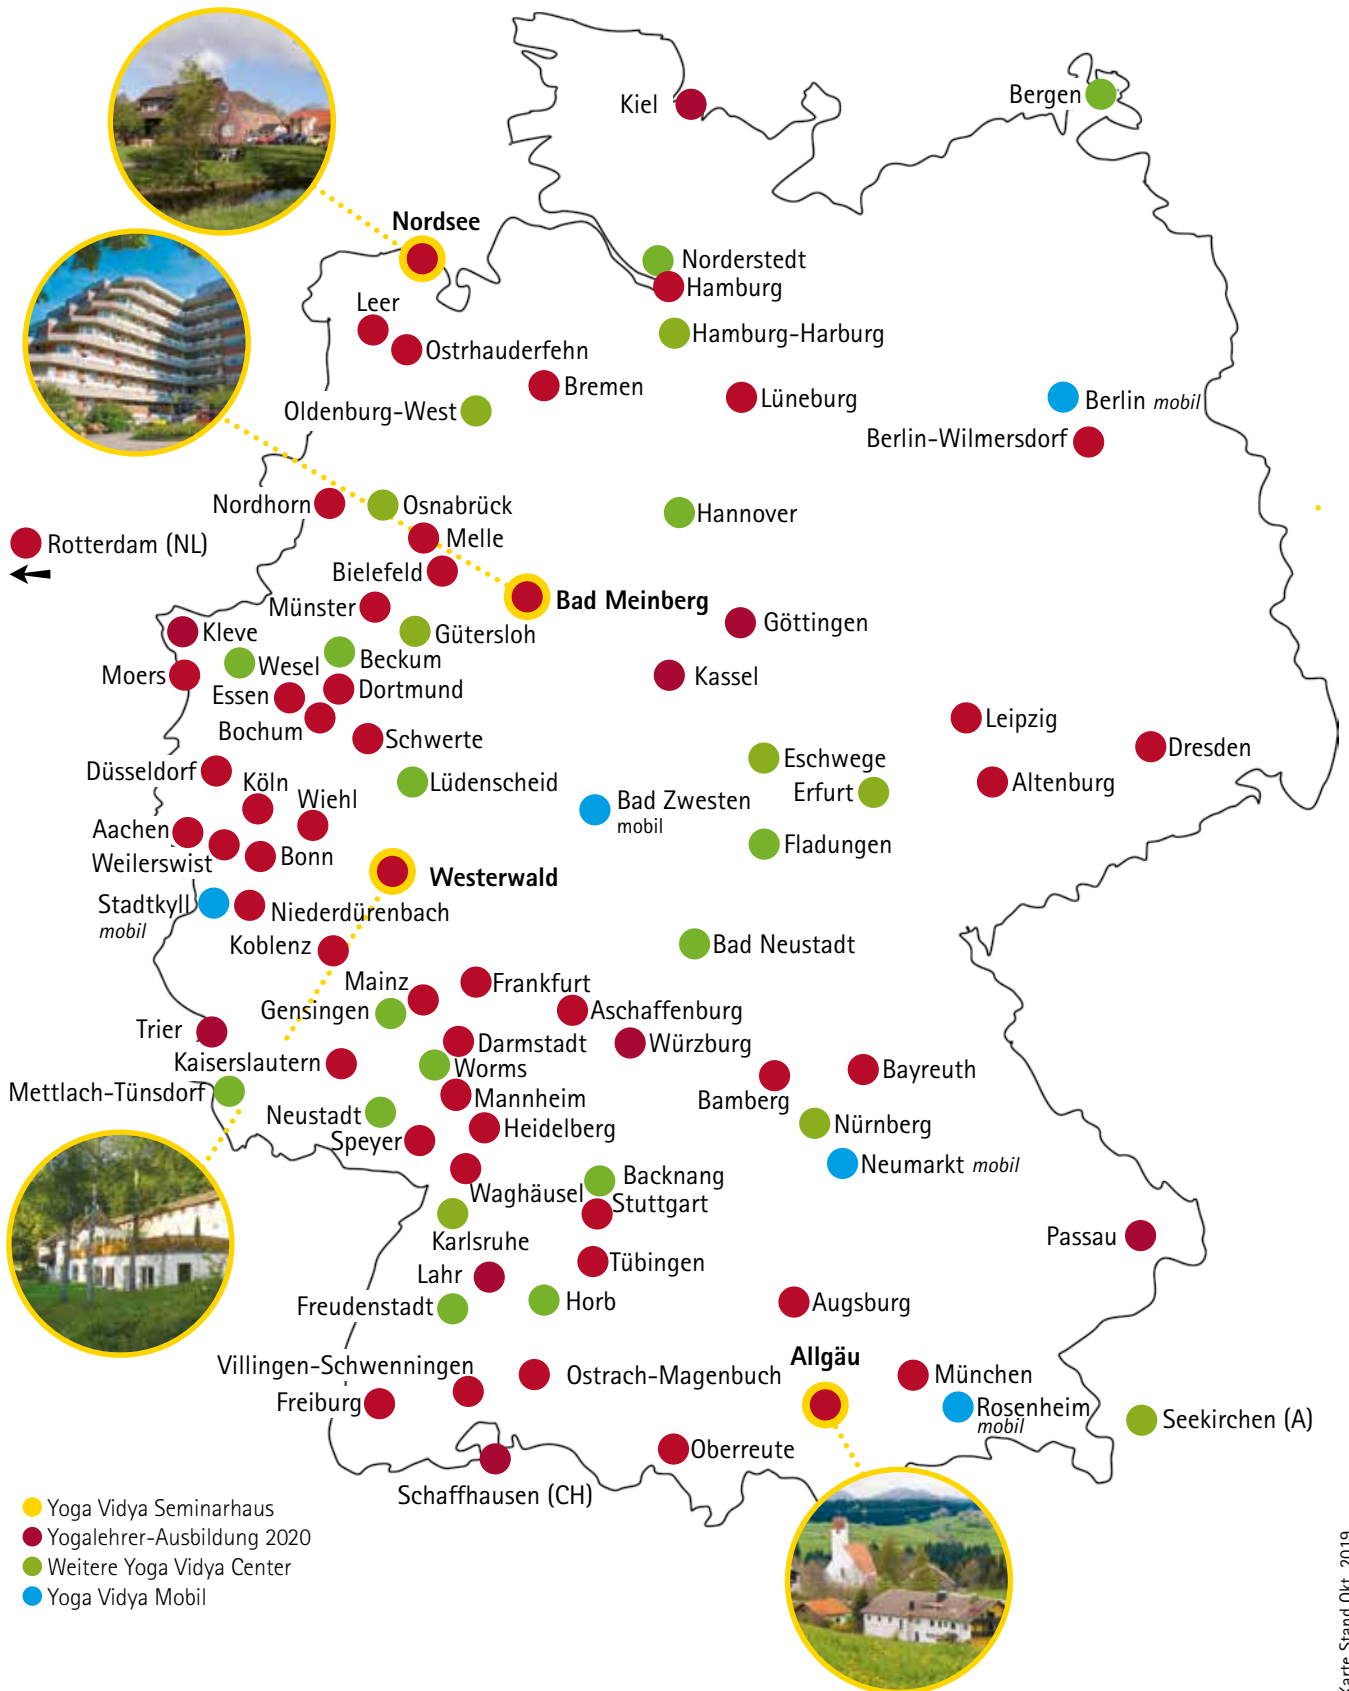 Kiel
Bergen
Nordsee
Norderstedt
Hamburg
Leer
Hamburg-Harburg
Ostrhauderfehn
Bremen
Lüneburg
Berlin mobil
Oldenburg-West
Berlin-Wilmersdorf
Nordhorn
Osnabrück
Hannover
Melle
Rotterdam (NL)
Bielefeld
Bad Meinberg
Münster
Göttingen
Kleve
Gütersloh
Beckum
Wesel
Moers
Kassel
Essen
Dortmund
Leipzig
Bochum
Schwerte
Dresden
Eschwege
Düsseldorf
Köln
Lüdenscheid
Altenburg
Erfurt
Wiehl
Bad Zwesten
mobil
Aachen
Fladungen
Weilerswist
Bonn
Westerwald
Stadtkyll
mobil
Niederdürenbach
Koblenz
Bad Neustadt
Mainz
Frankfurt
Gensingen
Aschaffenburg
Trier
Darmstadt
Würzburg
Kaiserslautern
Worms
Bayreuth
Mettlach-Tünsdorf
Mannheim
Bamberg
Neustadt
Nürnberg
Heidelberg
Speyer
Neumarkt mobil
Backnang
Waghäusel
Stuttgart
Karlsruhe
Passau
Tübingen
Lahr
Freudenstadt
Horb
Augsburg
Allgäu
Villingen-Schwenningen
Ostrach-Magenbuch
München
Freiburg
Rosenheim
mobil
Seekirchen (A)
Oberreute
Schaffhausen (CH)
Yoga Vidya Seminarhaus
Yogalehrer-Ausbildung 2020
Weitere Yoga Vidya Center
Yoga Vidya Mobil
Karte Stand Okt. 2019